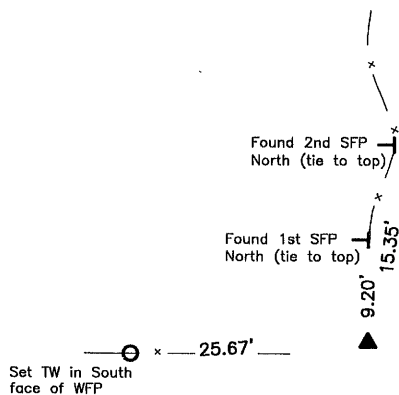 Found 2nd SFP
North (tie to top)
Found 1st SFP
North (tie to top)
15.35'
9.20'
25.67'
Set TW in South
face of WFP